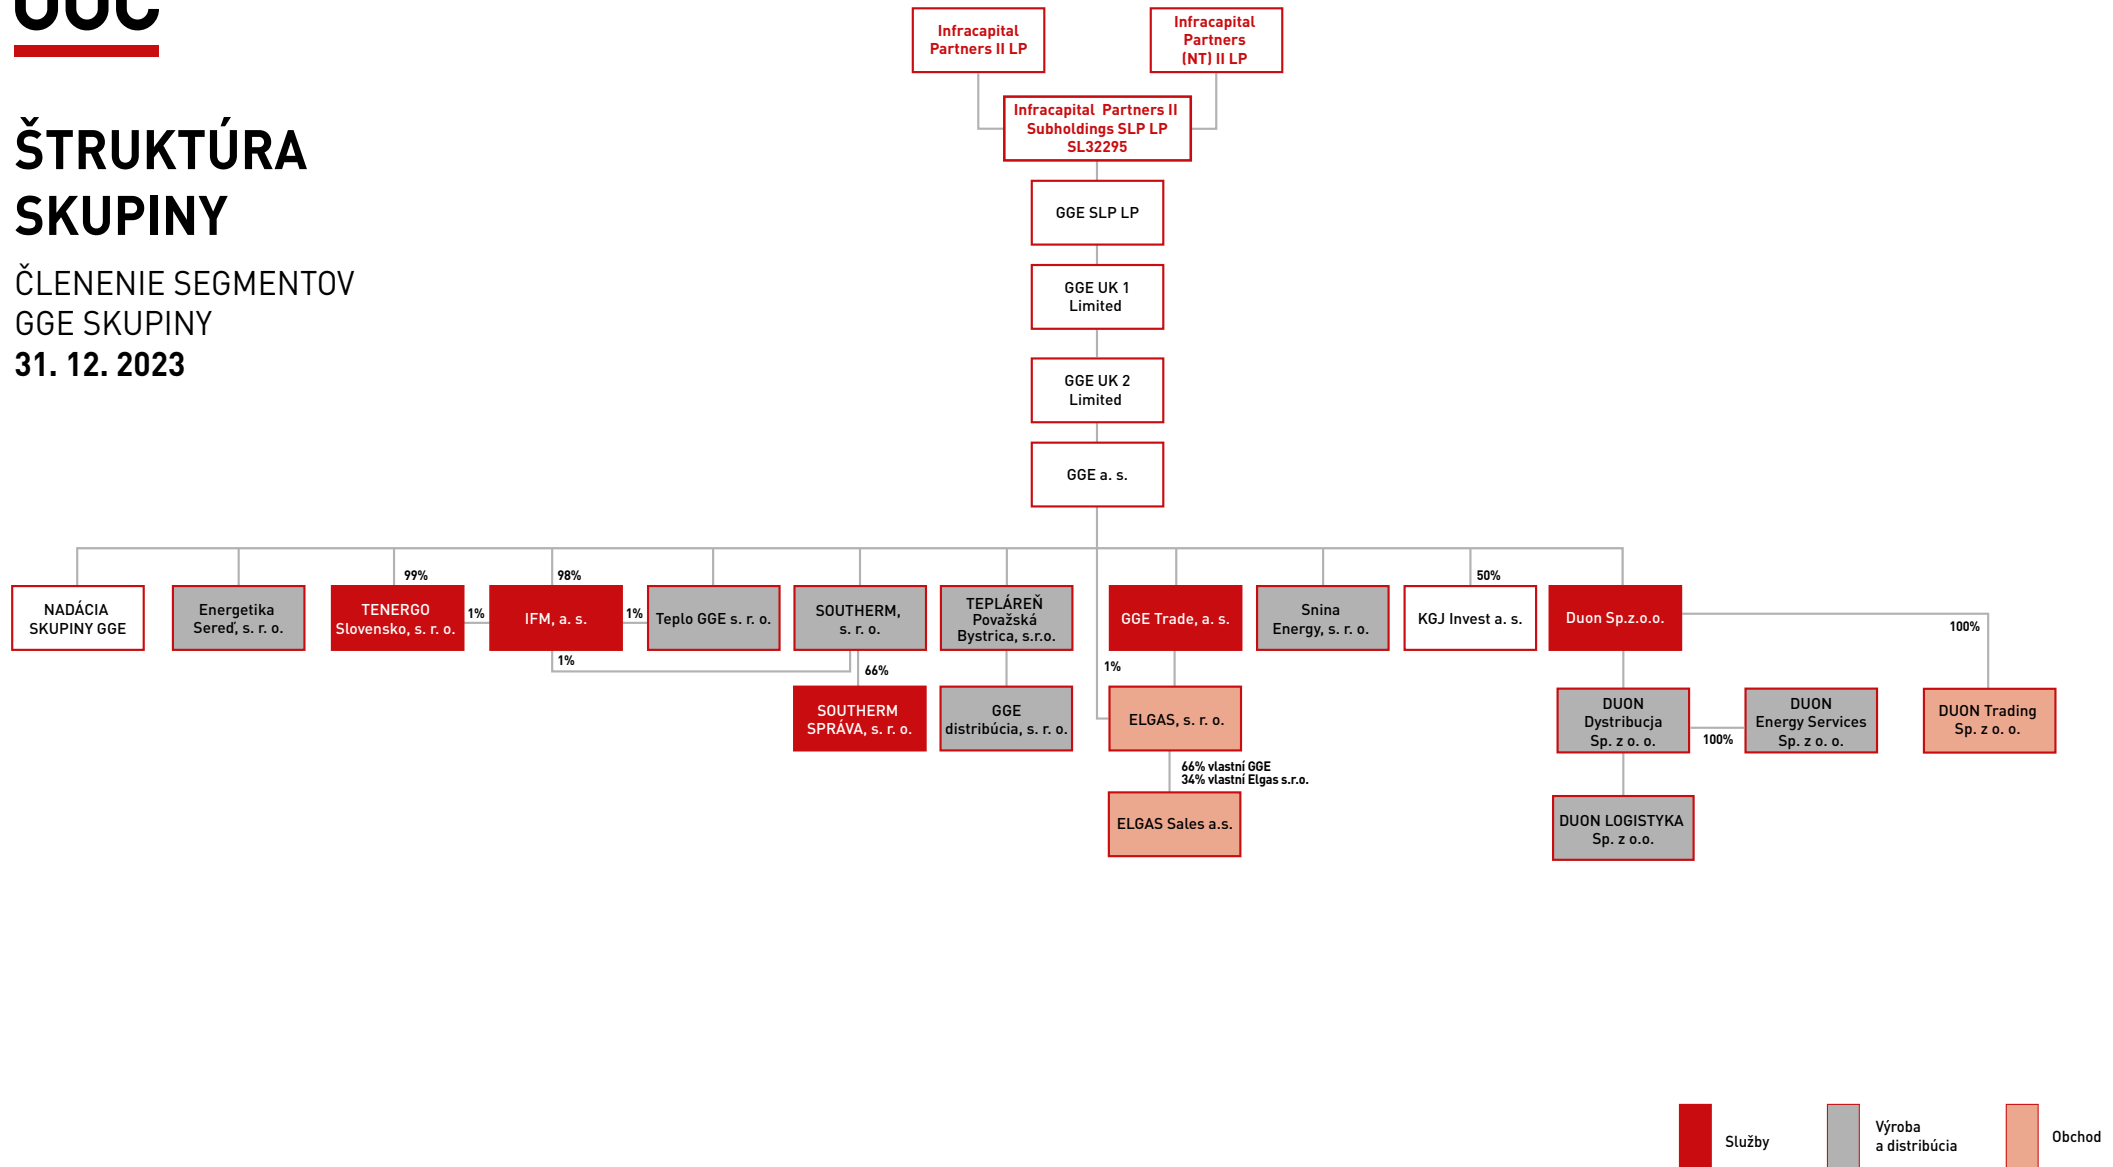 ŠTRUKTÚRA
SKUPINY
ČLENENIE SEGMENTOV
GGE SKUPINY
31. 12. 2023
Infracapital
Partners II LP
Infracapital
Partners
(NT) II LP
Infracapital Partners II
Subholdings SLP LP
SL32295
GGE SLP LP
GGE UK 1
Limited
GGE UK 2
Limited
GGE a. s.
99%
98%
50%
NADÁCIA
SKUPINY GGE
Energetika
Sereď, s. r. o.
TENERGO
Slovensko, s. r. o.
1%
IFM, a. s.
1%
Teplo GGE s. r. o.
SOUTHERM,
s. r. o.
TEPLÁREŇ
Považská
Bystrica, s.r.o.
GGE Trade, a. s.
Snina
Energy, s. r. o.
KGJ Invest a. s.
Duon Sp.z.o.o.
100%
1%
66%
1%
SOUTHERM
SPRÁVA, s. r. o.
GGE
distribúcia, s. r. o.
ELGAS, s. r. o.
DUON
Dystribucja
Sp. z o. o.
100%
DUON
Energy Services
Sp. z o. o.
DUON Trading
Sp. z o. o.
66% vlastní GGE
34% vlastní Elgas s.r.o.
ELGAS Sales a.s.
DUON LOGISTYKA
Sp. z o.o.
Služby
Výroba
a distribúcia
Obchod